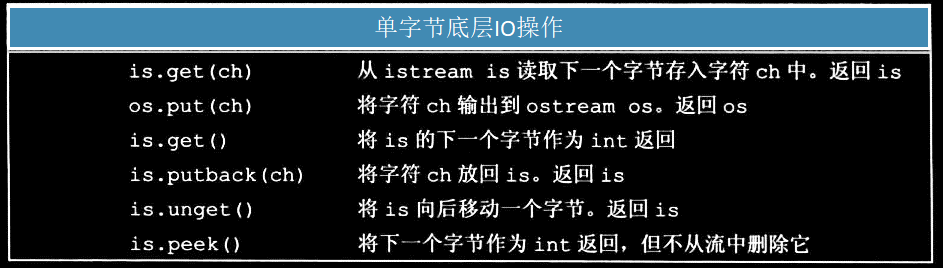 单字节底层IO操作
is.get(ch) 从 istream is 读取下一个字节存入字符 ch 中。返回 is
os.put(ch) 将字符 ch 输出到 ostream os。返回 os
is.get() 将 is 的下一个字节作为 int 返回
is.putback(ch) 将字符 ch 放回 is。返回 is
is.unget() 将 is 向后移动一个字节。返回 is
is.peek() 将下一个字节作为 int 返回，但不从流中删除它